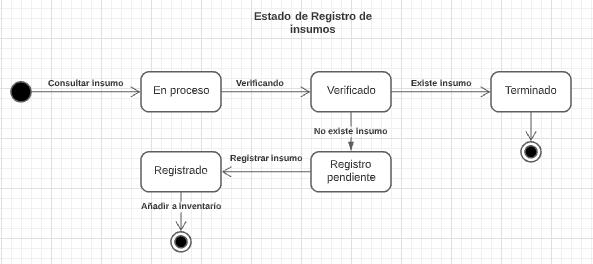 Estado de Registro de
insumos
Consultar insumo
En proceso
Verificando
Verificado
Existe insumo
Terminado
No existe insumo
Registrado
Registrar insumo
Registro
pendiente
Añadir a inventario